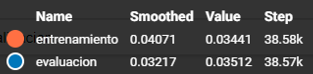 Name Smoothed Value Step
entrenamiento 0.04071 0.03441 38.58k
evaluacion 0.03217 0.03512 38.57k